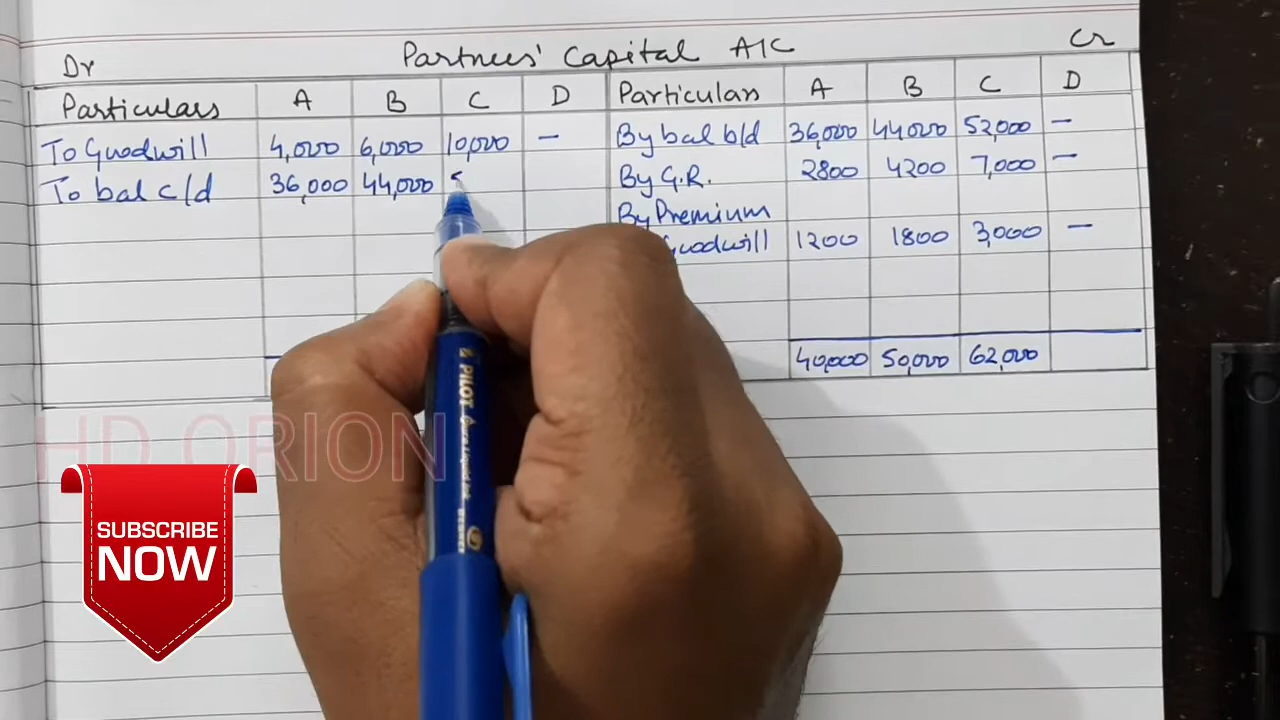 Dr Partners' Capital A/C Cr
Particulars A B C D Particulars A B C D
To Goodwill 4,000 6,000 10,000 - By bal b/d 36,000 44,000 52,000 -
To bal c/d 36,000 44,000 By G.R. 2800 4200 7,000 -
By Premium
Goodwill 1200 1800 3,000 -
40,000 50,000 62,000
HD ORION
SUBSCRIBE
NOW
PILOT